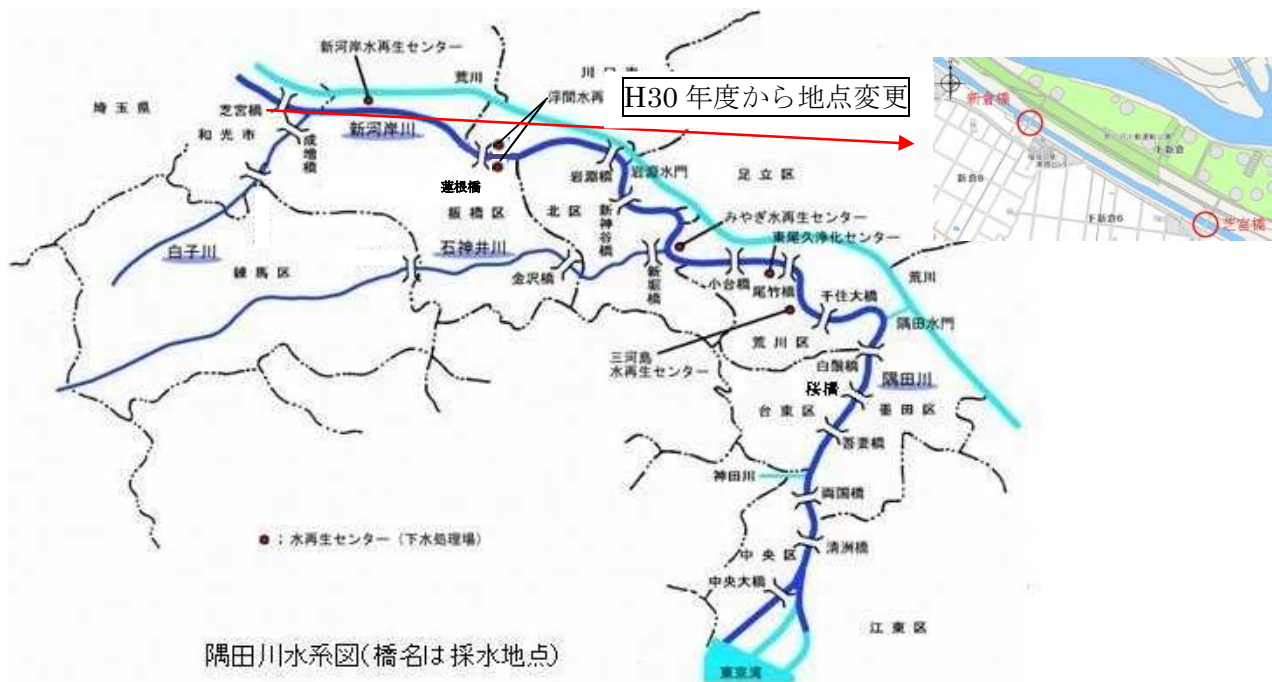 新河岸水再生センター
荒川
H30 年度から地点変更
浮間水再
埼玉県
芝宮橋
和光市
成増橋
新河岸川
蓮根橋
岩淵橋
岩淵水門
足立区
板橋区
北区
新神谷橋
みやぎ水再生センター
東尾久浄化センター
白子川
練馬区
石神井川
金沢橋
新堀橋
小台橋
尾竹橋
荒川
千住大橋
隅田水門
三河島
水再生センター
荒川区
白鬚橋
隅田川
桜橋
台東区
墨田区
吾妻橋
神田川
両国橋
●;水再生センター(下水処理場)
中央区
清洲橋
中央大橋
江東区
東京湾
隅田川水系図(橋名は採水地点)
新倉橋
下新倉
新倉8
下新倉6
芝宮橋